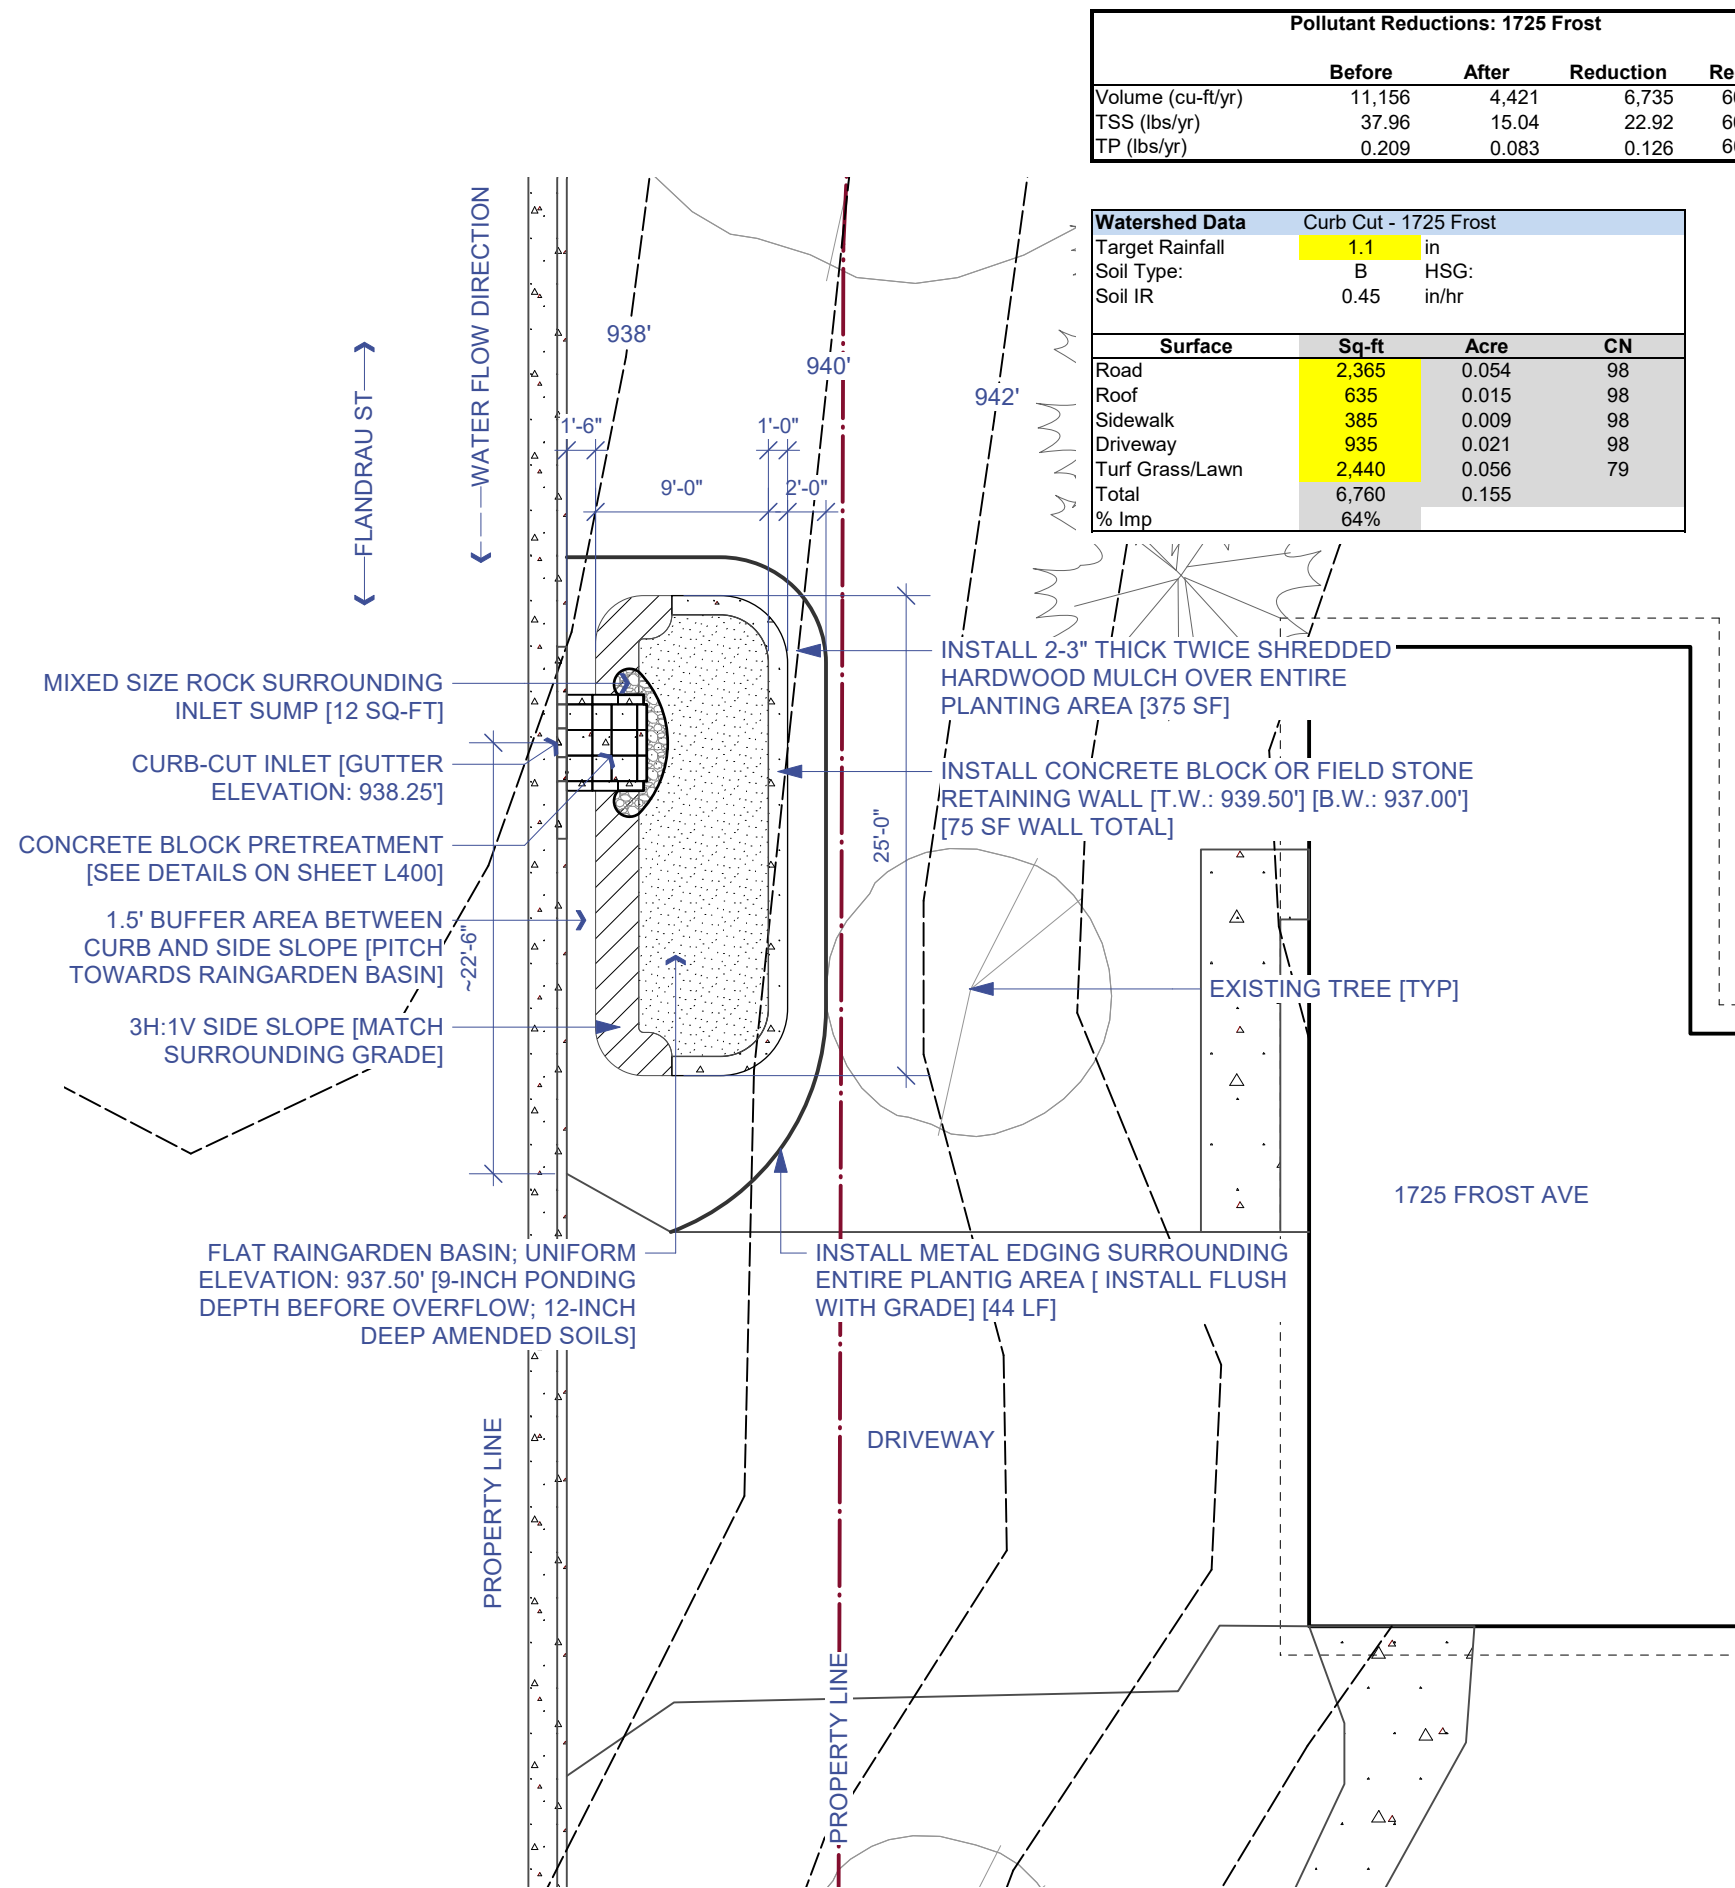 Pollutant Reductions: 1725 Frost
Before After Reduction
Volume (cu-ft/yr) 11,156 4,421 6,735
TSS (lbs/yr) 37.96 15.04 22.92
TP (lbs/yr) 0.209 0.083 0.126
Watershed Data Curb Cut - 1725 Frost
Target Rainfall 1.1 in
Soil Type: B HSG:
Soil IR 0.45 in/hr
Surface Sq-ft Acre CN
Road 2,365 0.054 98
Roof 635 0.015 98
Sidewalk 385 0.009 98
Driveway 935 0.021 98
Turf Grass/Lawn 2,440 0.056 79
Total 6,760 0.155
% Imp 64%
FLANDRAU ST
WATER FLOW DIRECTION
938'
940'
942'
1'-6"
1'-0"
9'-0"
2'-0"
25'-0"
~22'-6"
MIXED SIZE ROCK SURROUNDING
INLET SUMP [12 SQ-FT]
CURB-CUT INLET [GUTTER
ELEVATION: 938.25']
CONCRETE BLOCK PRETREATMENT
[SEE DETAILS ON SHEET L400]
1.5' BUFFER AREA BETWEEN
CURB AND SIDE SLOPE [PITCH
TOWARDS RAINGARDEN BASIN]
3H:1V SIDE SLOPE [MATCH
SURROUNDING GRADE]
INSTALL 2-3" THICK TWICE SHREDDED
HARDWOOD MULCH OVER ENTIRE
PLANTING AREA [375 SF]
INSTALL CONCRETE BLOCK OR FIELD STONE
RETAINING WALL [T.W.: 939.50'] [B.W.: 937.00']
[75 SF WALL TOTAL]
EXISTING TREE [TYP]
1725 FROST AVE
FLAT RAINGARDEN BASIN; UNIFORM
ELEVATION: 937.50' [9-INCH PONDING
DEPTH BEFORE OVERFLOW; 12-INCH
DEEP AMENDED SOILS]
INSTALL METAL EDGING SURROUNDING
ENTIRE PLANTIG AREA [ INSTALL FLUSH
WITH GRADE] [44 LF]
DRIVEWAY
PROPERTY LINE
PROPERTY LINE